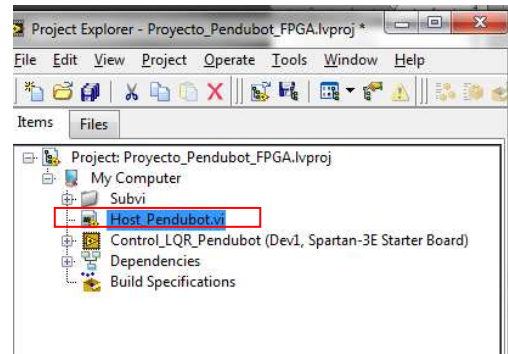 Project Explorer - Proyecto_Pendubot_FPGA.lvproj *
File Edit View Project Operate Tools Window Help
Items Files
Project: Proyecto_Pendubot_FPGA.lvproj
My Computer
Subvi
Host_Pendubot.vi
Control_LQR_Pendubot (Dev1, Spartan-3E Starter Board)
Dependencies
Build Specifications